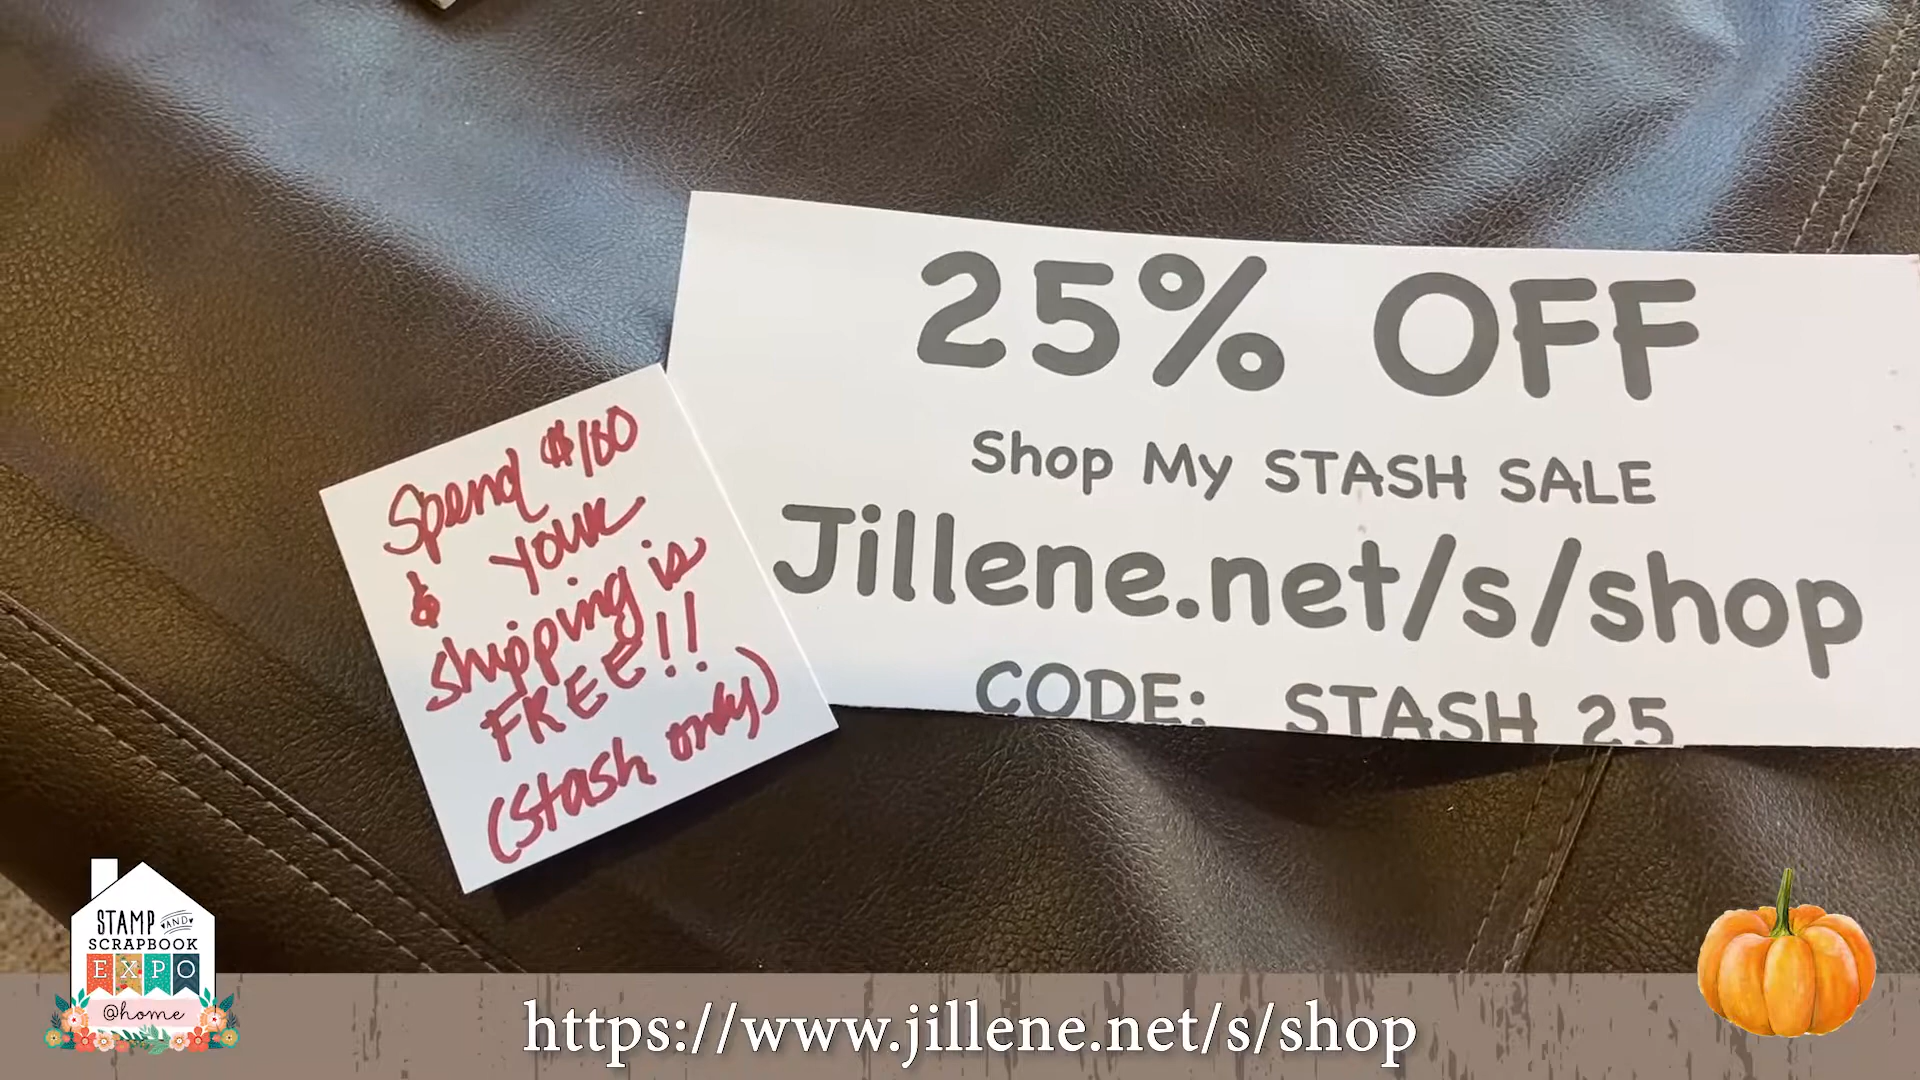 25% OFF
Shop My STASH SALE
Jillene.net/s/shop
CODE: STASH 25
Spend $100
& your
shipping is
FREE!!
(Stash only)
STAMP AND
SCRAPBOOK
EXPO
@home
https://www.jillene.net/s/shop